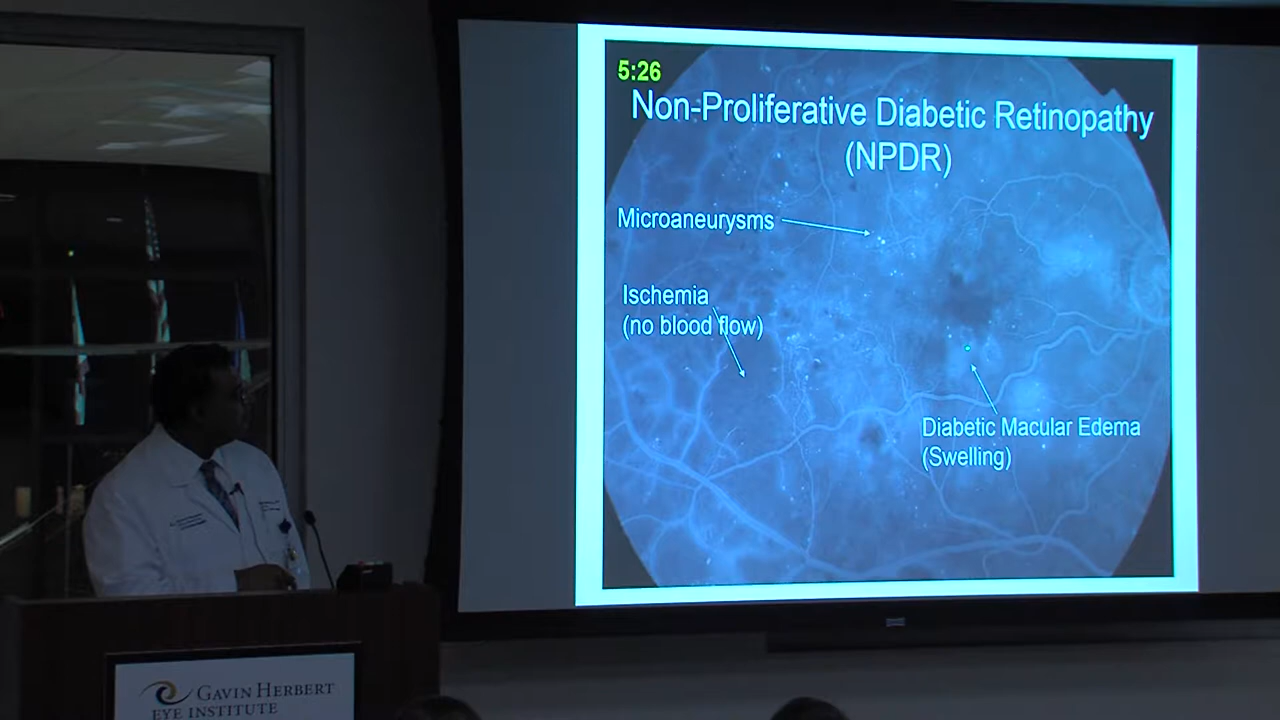 5:26
Non-Proliferative Diabetic Retinopathy
(NPDR)
Microaneurysms
Ischemia
(no blood flow)
Diabetic Macular Edema
(Swelling)
GAVIN HERBERT
EYE INSTITUTE